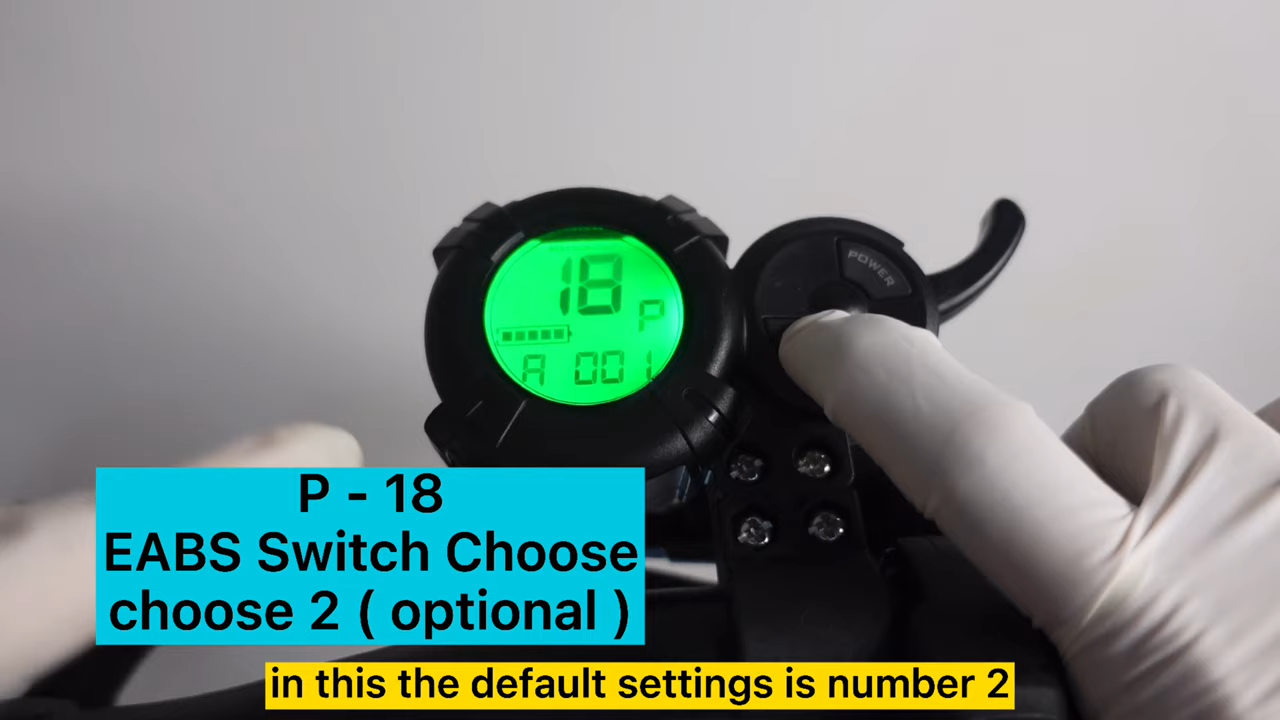 18
P
A 001
POWER
P - 18
EABS Switch Choose
choose 2 ( optional )
in this the default settings is number 2